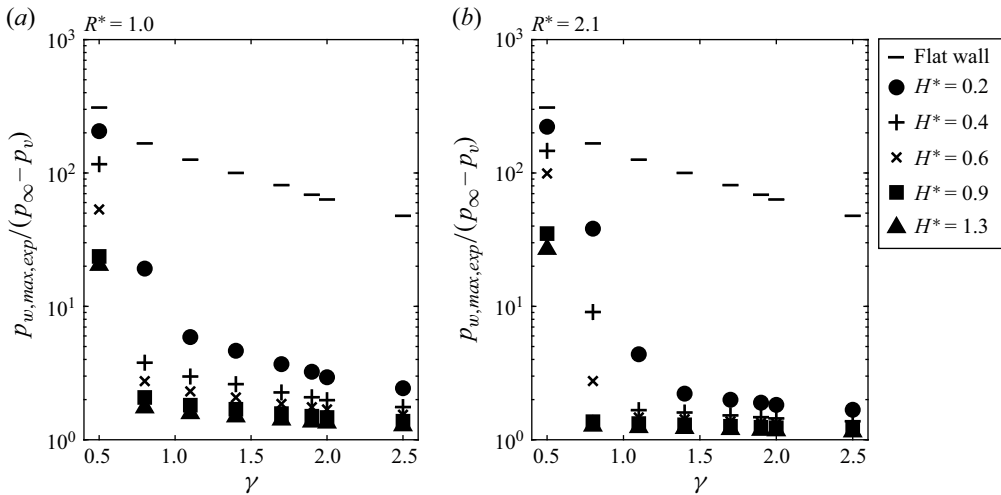 (a) R* = 1.0
10³
10²
10¹
10⁰
p_{w,max,exp}/(p_∞ − p_v)
0.5 1.0 1.5 2.0 2.5
γ
(b) R* = 2.1
10³
10²
10¹
10⁰
p_{w,max,exp}/(p_∞ − p_v)
0.5 1.0 1.5 2.0 2.5
γ
Flat wall
H* = 0.2
H* = 0.4
H* = 0.6
H* = 0.9
H* = 1.3